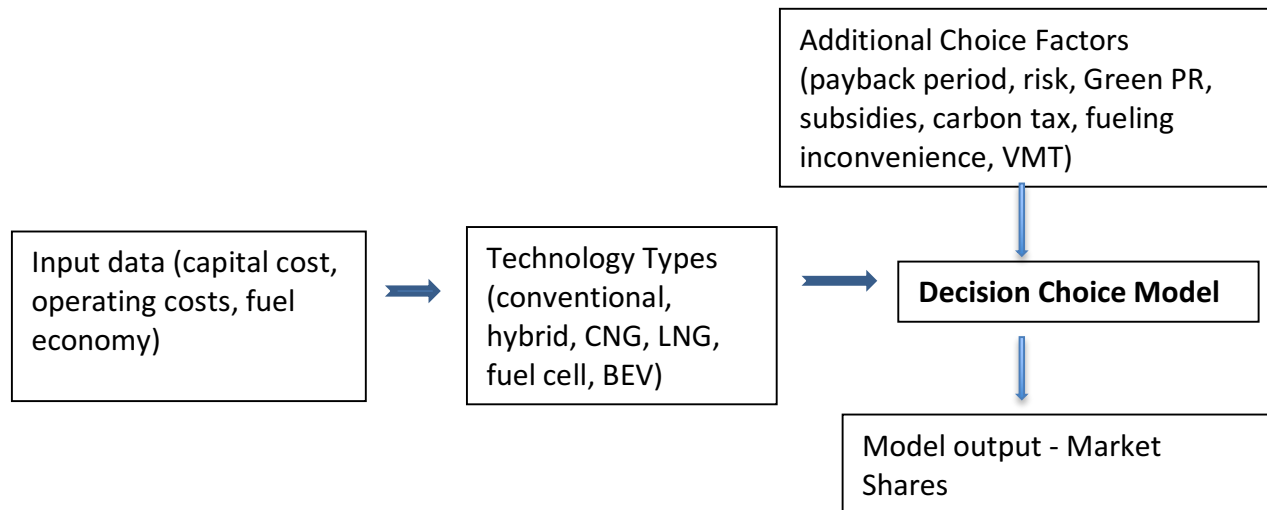 Additional Choice Factors
(payback period, risk, Green PR,
subsidies, carbon tax, fueling
inconvenience, VMT)
Input data (capital cost,
operating costs, fuel
economy)
Technology Types
(conventional,
hybrid, CNG, LNG,
fuel cell, BEV)
Decision Choice Model
Model output - Market
Shares